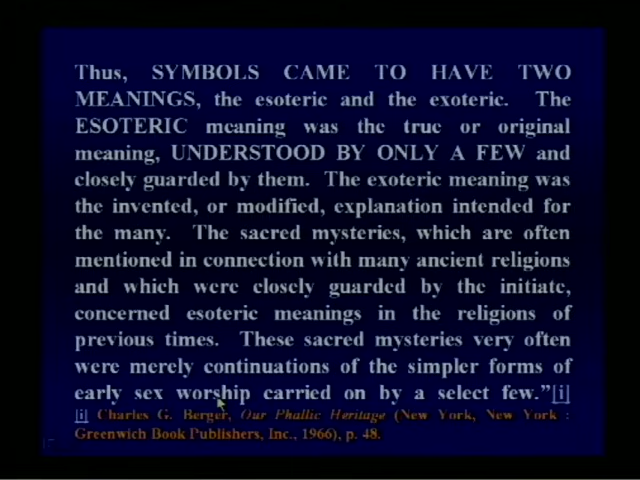 Thus, SYMBOLS CAME TO HAVE TWO
MEANINGS, the esoteric and the exoteric. The
ESOTERIC meaning was the true or original
meaning, UNDERSTOOD BY ONLY A FEW and
closely guarded by them. The exoteric meaning was
the invented, or modified, explanation intended for
the many. The sacred mysteries, which are often
mentioned in connection with many ancient religions
and which were closely guarded by the initiate,
concerned esoteric meanings in the religions of
previous times. These sacred mysteries very often
were merely continuations of the simpler forms of
early sex worship carried on by a select few.”[i]
[i] Charles G. Berger, Our Phallic Heritage (New York, New York :
Greenwich Book Publishers, Inc., 1966), p. 48.